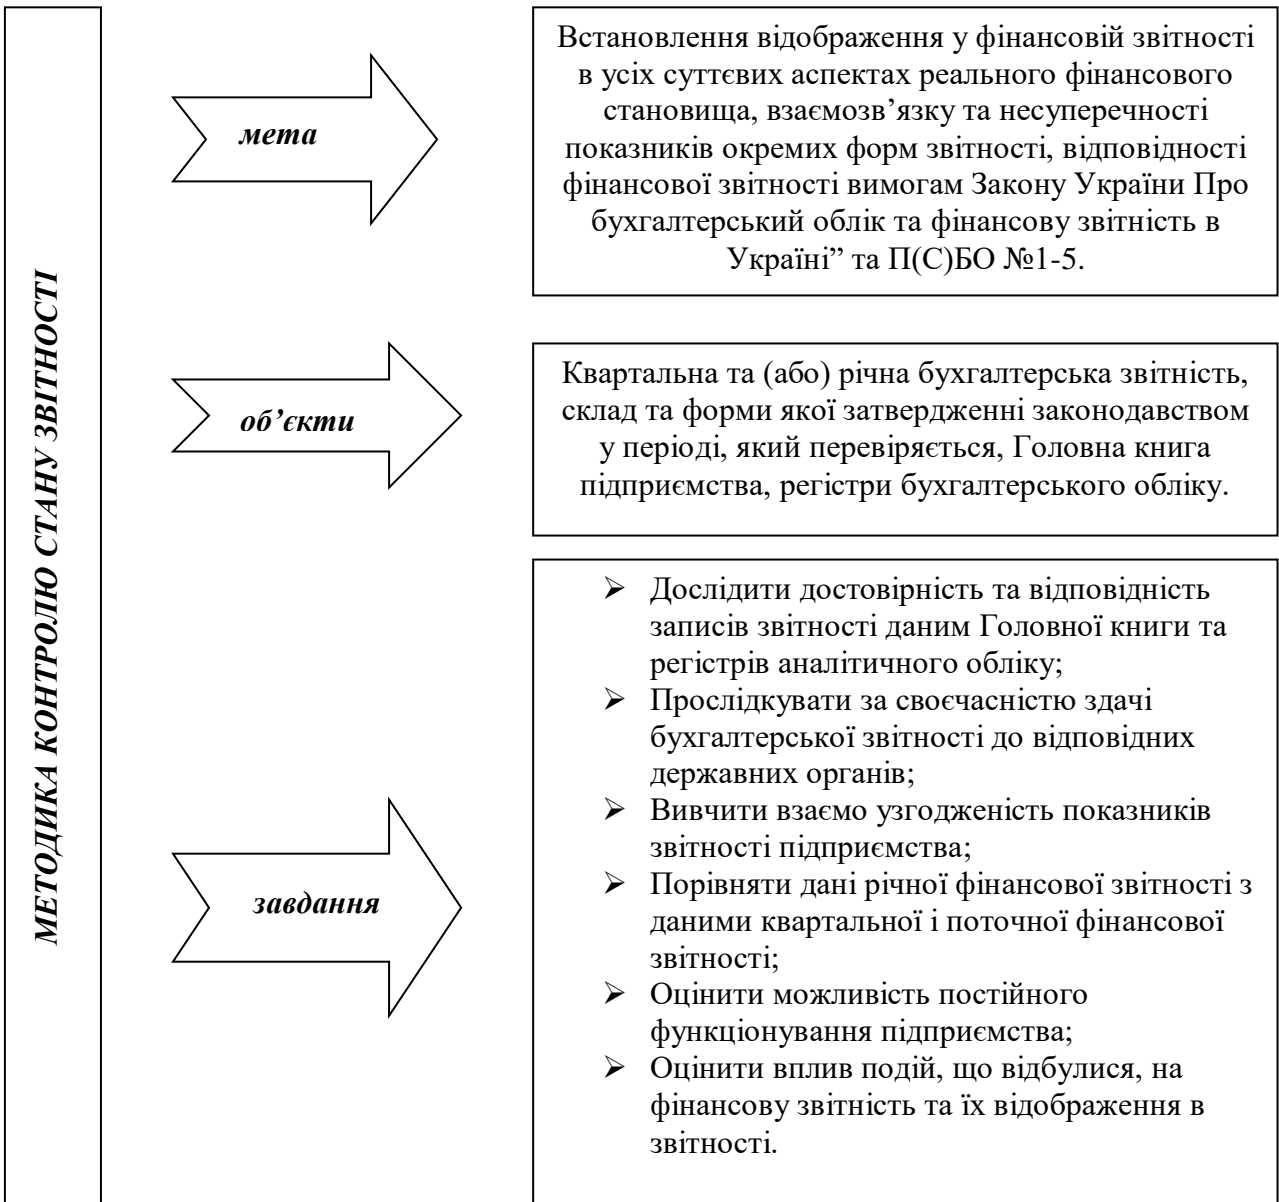 МЕТОДИКА КОНТРОЛЮ СТАНУ ЗВІТНОСТІ
мета
Встановлення відображення у фінансовій звітності
в усіх суттєвих аспектах реального фінансового
становища, взаємозв’язку та несуперечності
показників окремих форм звітності, відповідності
фінансової звітності вимогам Закону України Про
бухгалтерський облік та фінансову звітність в
Україні” та П(С)БО №1-5.
об’єкти
Квартальна та (або) річна бухгалтерська звітність,
склад та форми якої затвердженні законодавством
у періоді, який перевіряється, Головна книга
підприємства, регістри бухгалтерського обліку.
завдання
➢ Дослідити достовірність та відповідність
записів звітності даним Головної книги та
регістрів аналітичного обліку;
➢ Прослідкувати за своєчасністю здачі
бухгалтерської звітності до відповідних
державних органів;
➢ Вивчити взаємо узгодженість показників
звітності підприємства;
➢ Порівняти дані річної фінансової звітності з
даними квартальної і поточної фінансової
звітності;
➢ Оцінити можливість постійного
функціонування підприємства;
➢ Оцінити вплив подій, що відбулися, на
фінансову звітність та їх відображення в
звітності.